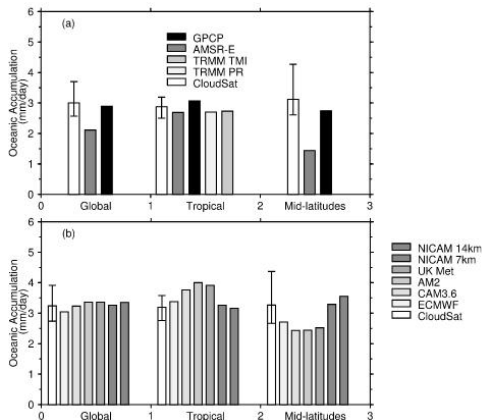 6
5
4
3
2
1
0
Oceanic Accumulation
(mm/day)
(a)
GPCP
AMSR-E
TRMM TMI
TRMM PR
CloudSat
0 Global 1 Tropical 2 Mid-latitudes 3
6
5
4
3
2
1
0
Oceanic Accumulation
(mm/day)
(b)
NICAM 14km
NICAM 7km
UK Met
AM2
CAM3.6
ECMWF
CloudSat
0 Global 1 Tropical 2 Mid-latitudes 3